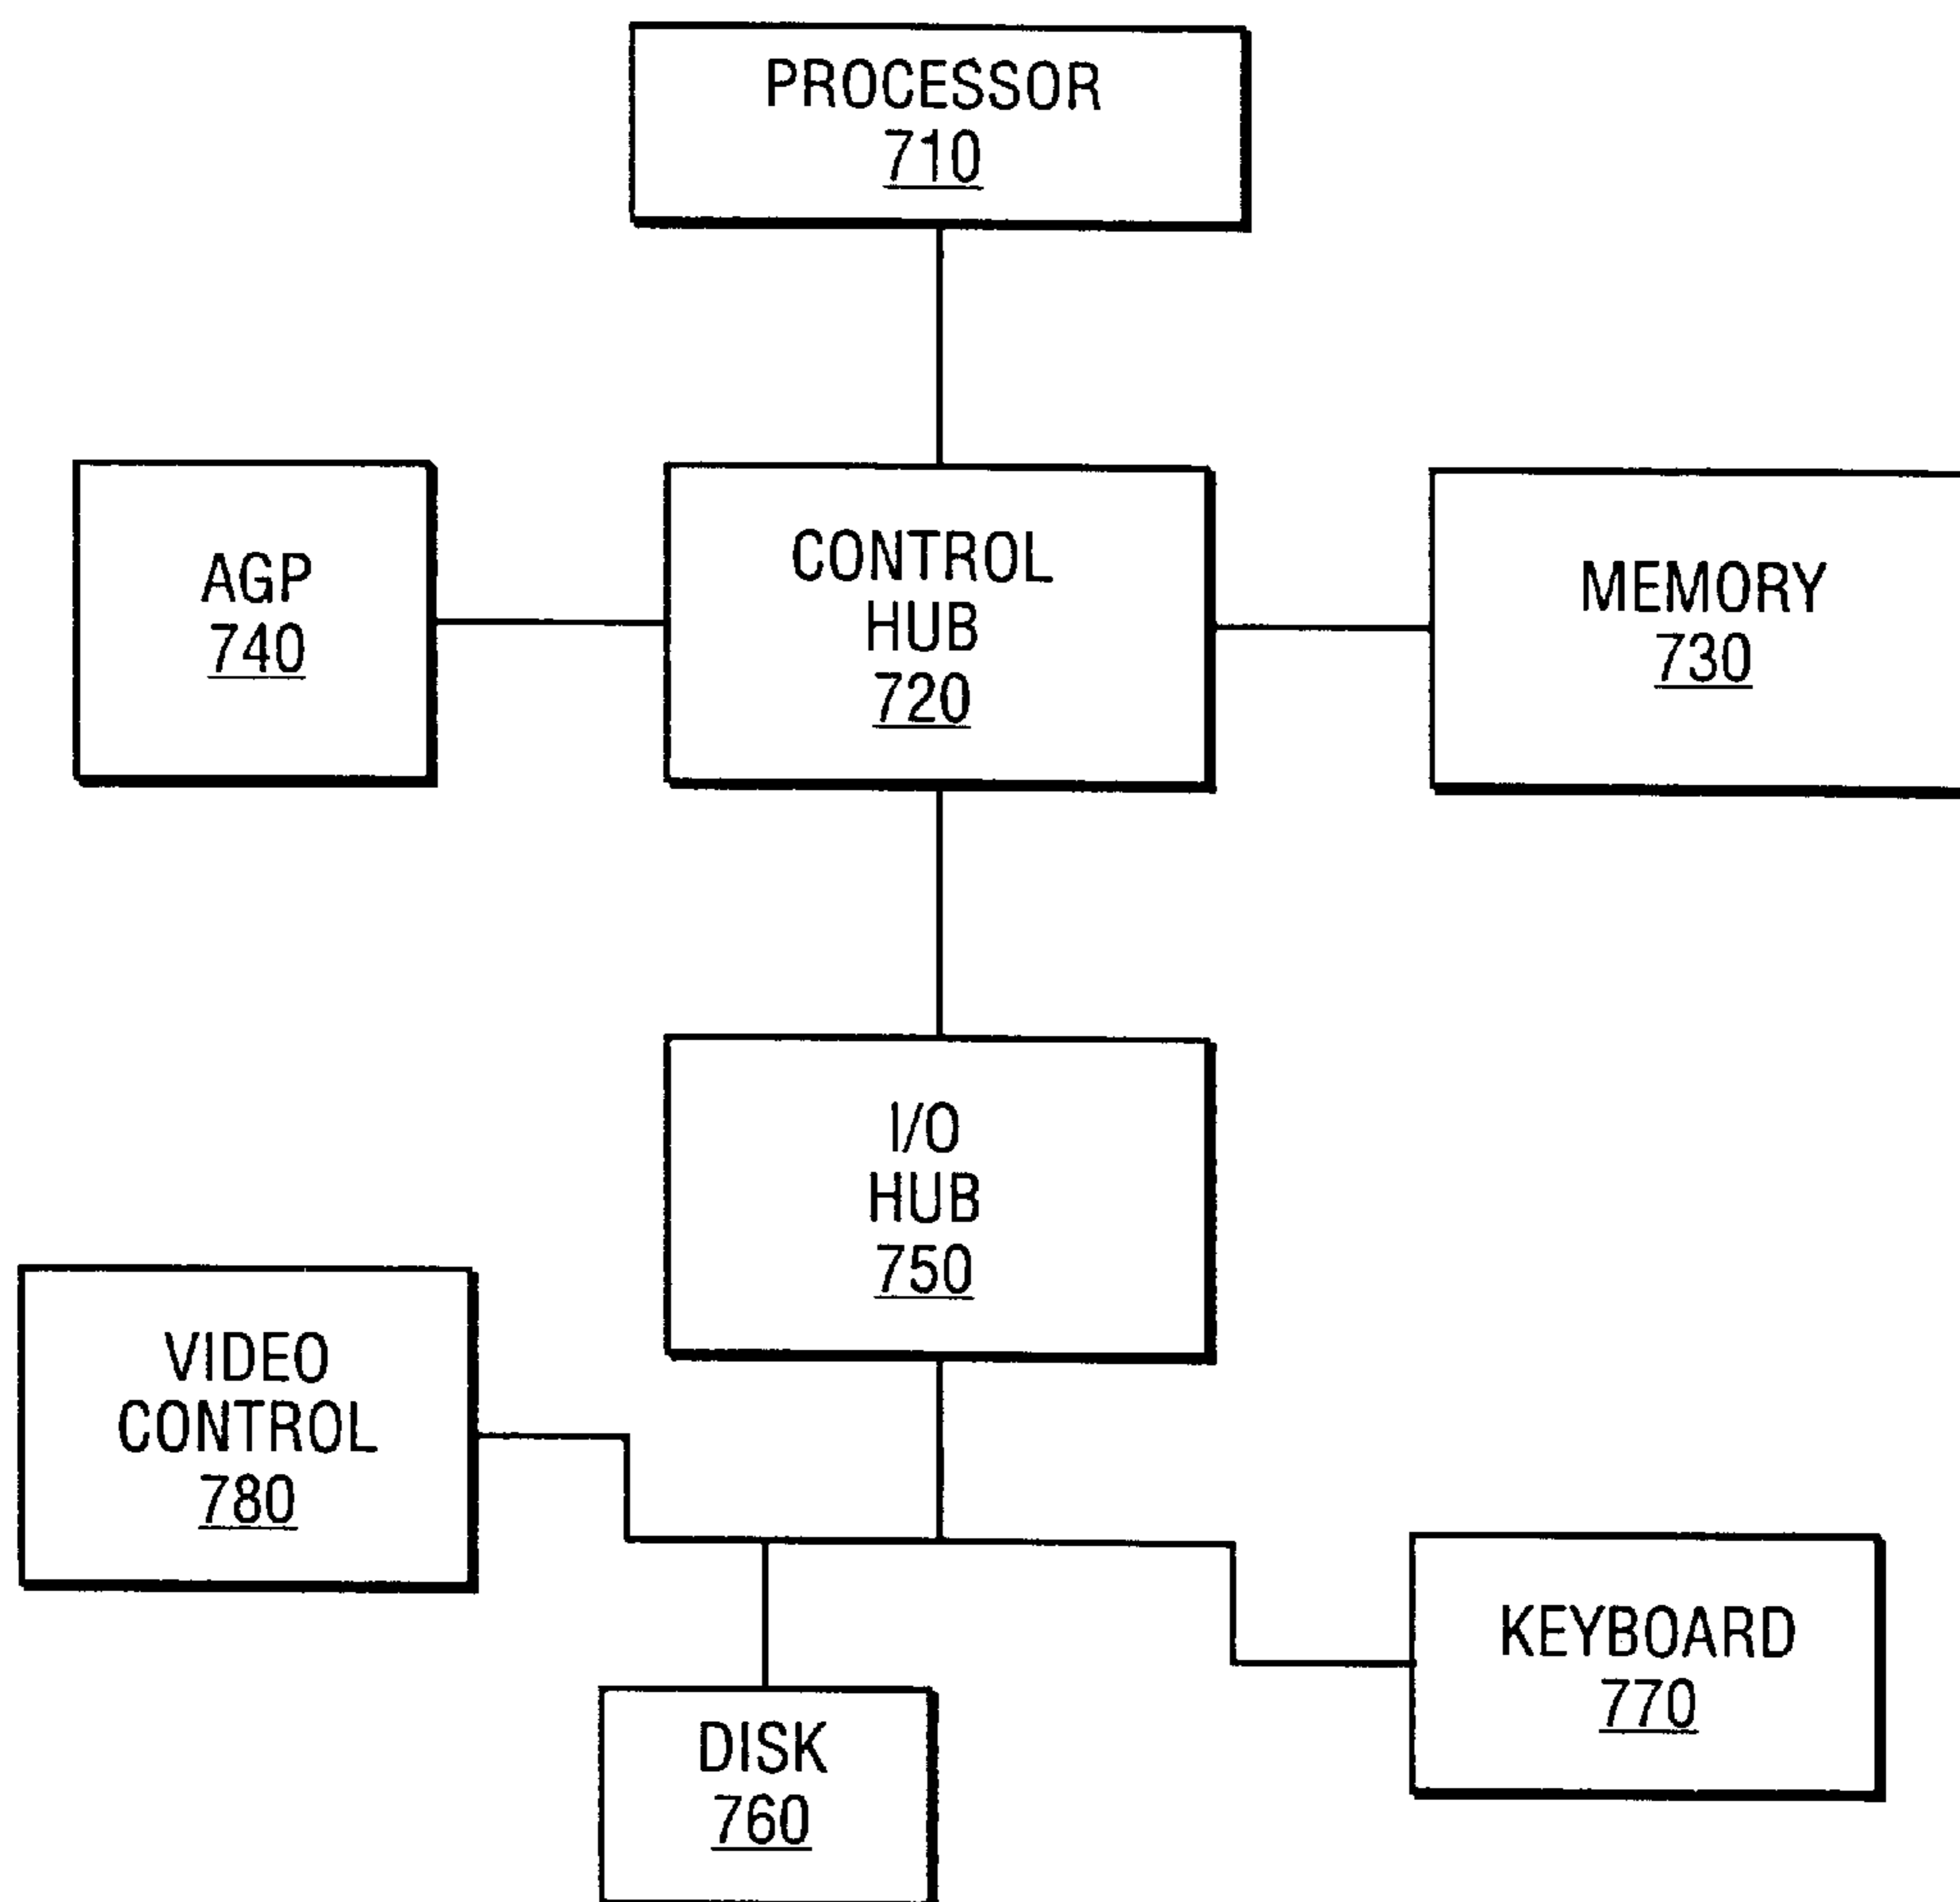 PROCESSOR
710
AGP
740
CONTROL
HUB
720
MEMORY
730
I/O
HUB
750
VIDEO
CONTROL
780
KEYBOARD
770
DISK
760